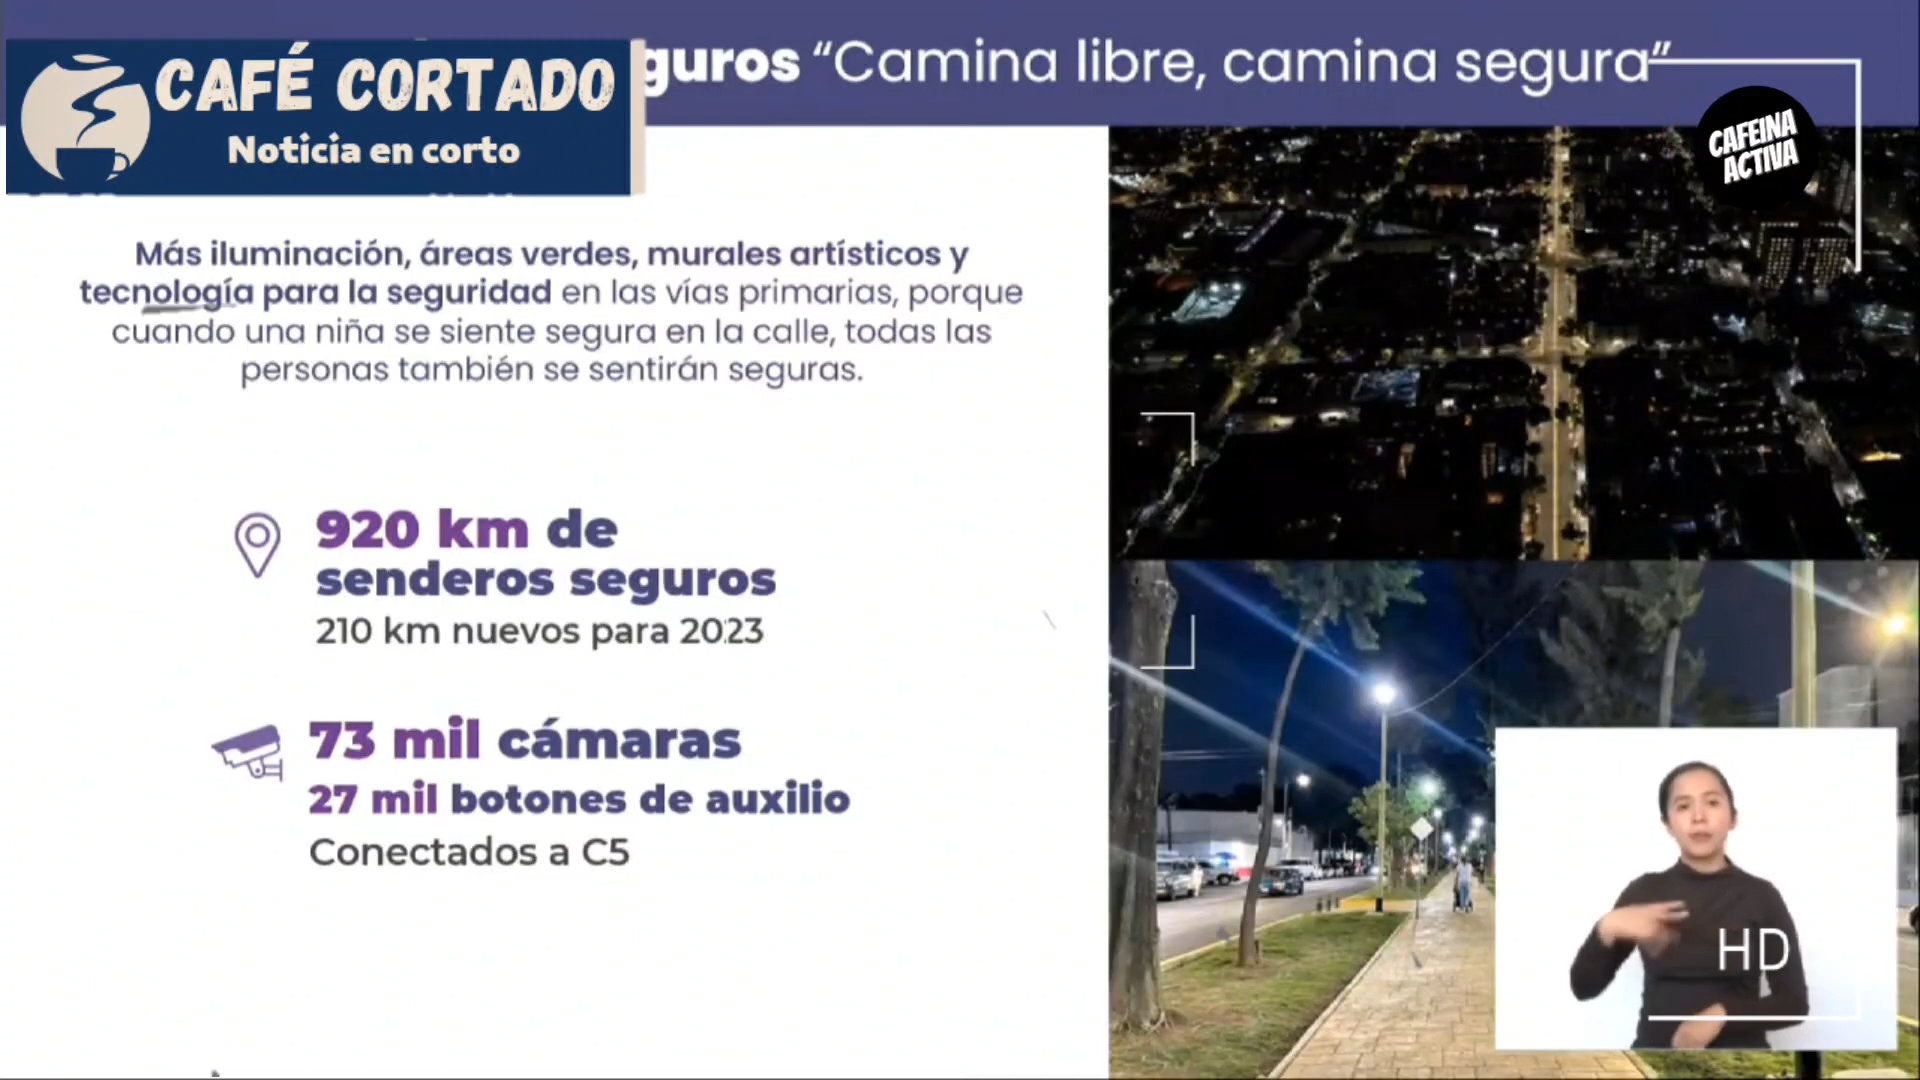 CAFÉ CORTADO
Noticia en corto
guros “Camina libre, camina segura”
CAFEINA
ACTIVA
Más iluminación, áreas verdes, murales artísticos y
tecnología para la seguridad en las vías primarias, porque
cuando una niña se siente segura en la calle, todas las
personas también se sentirán seguras.
920 km de
senderos seguros
210 km nuevos para 2023
73 mil cámaras
27 mil botones de auxilio
Conectados a C5
HD